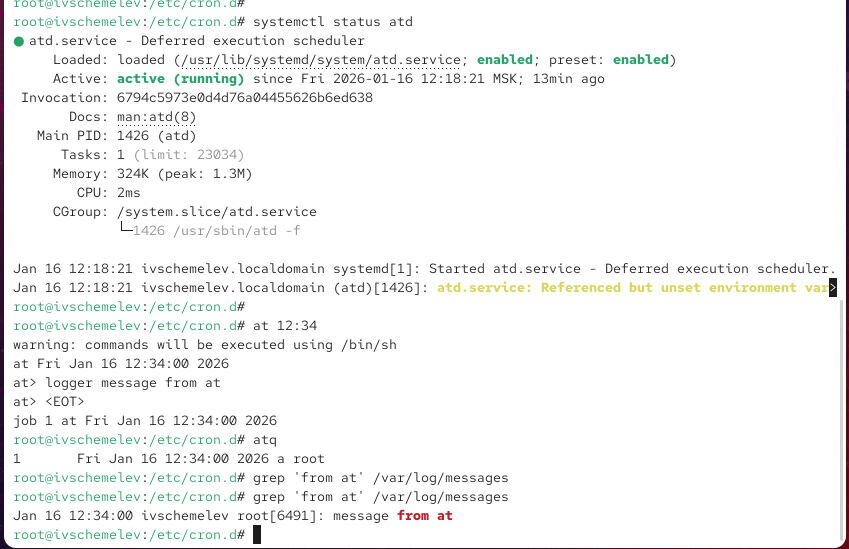 root@ivschemelev:/etc/cron.d#
root@ivschemelev:/etc/cron.d# systemctl status atd
● atd.service - Deferred execution scheduler
     Loaded: loaded (/usr/lib/systemd/system/atd.service; enabled; preset: enabled)
     Active: active (running) since Fri 2026-01-16 12:18:21 MSK; 13min ago
 Invocation: 6794c5973e0d4d76a04455626b6ed638
       Docs: man:atd(8)
   Main PID: 1426 (atd)
      Tasks: 1 (limit: 23034)
     Memory: 324K (peak: 1.3M)
        CPU: 2ms
     CGroup: /system.slice/atd.service
             └─1426 /usr/sbin/atd -f
Jan 16 12:18:21 ivschemelev.localdomain systemd[1]: Started atd.service - Deferred execution scheduler.
Jan 16 12:18:21 ivschemelev.localdomain (atd)[1426]: atd.service: Referenced but unset environment var>
root@ivschemelev:/etc/cron.d#
root@ivschemelev:/etc/cron.d# at 12:34
warning: commands will be executed using /bin/sh
at Fri Jan 16 12:34:00 2026
at> logger message from at
at> <EOT>
job 1 at Fri Jan 16 12:34:00 2026
root@ivschemelev:/etc/cron.d# atq
1       Fri Jan 16 12:34:00 2026 a root
root@ivschemelev:/etc/cron.d# grep 'from at' /var/log/messages
root@ivschemelev:/etc/cron.d# grep 'from at' /var/log/messages
Jan 16 12:34:00 ivschemelev root[6491]: message from at
root@ivschemelev:/etc/cron.d#